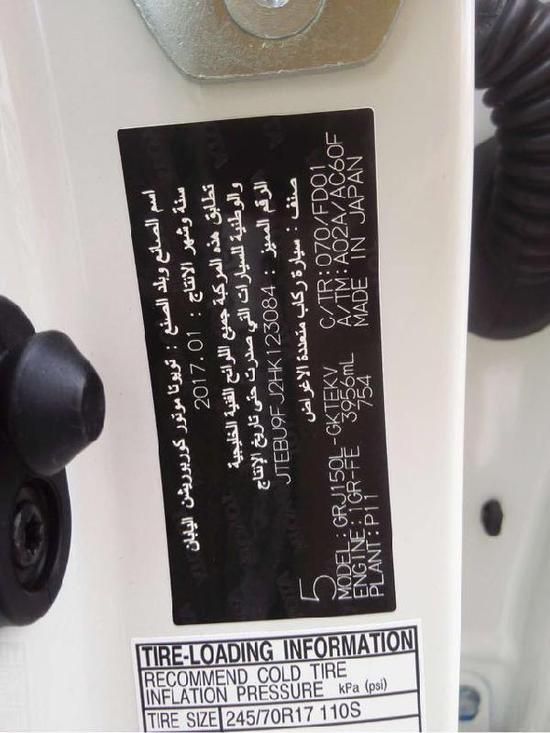 اسم الصانع وبلد الصنع : تويوتا موتور كوربوريشن اليابان
سنة وشهر الانتاج : 2017.01
تطابق هذه المركبة جميع اللوائح الفنية الخليجية
والوطنية للسيارات التي صدرت حتى تاريخ الإنتاج
الرقم المميز : JTEBU9FJ2HK123084
صنف : سيارة ركاب متعددة الاغراض
5
MODEL:GRJ150L-GKTEKV C/TR:070/FD01
ENGINE:1GR-FE 3956mL A/TM:A02A/AC60F
PLANT:P11 754 MADE IN JAPAN
TIRE-LOADING INFORMATION
RECOMMEND COLD TIRE
INFLATION PRESSURE kPa (psi)
TIRE SIZE 245/70R17 110S